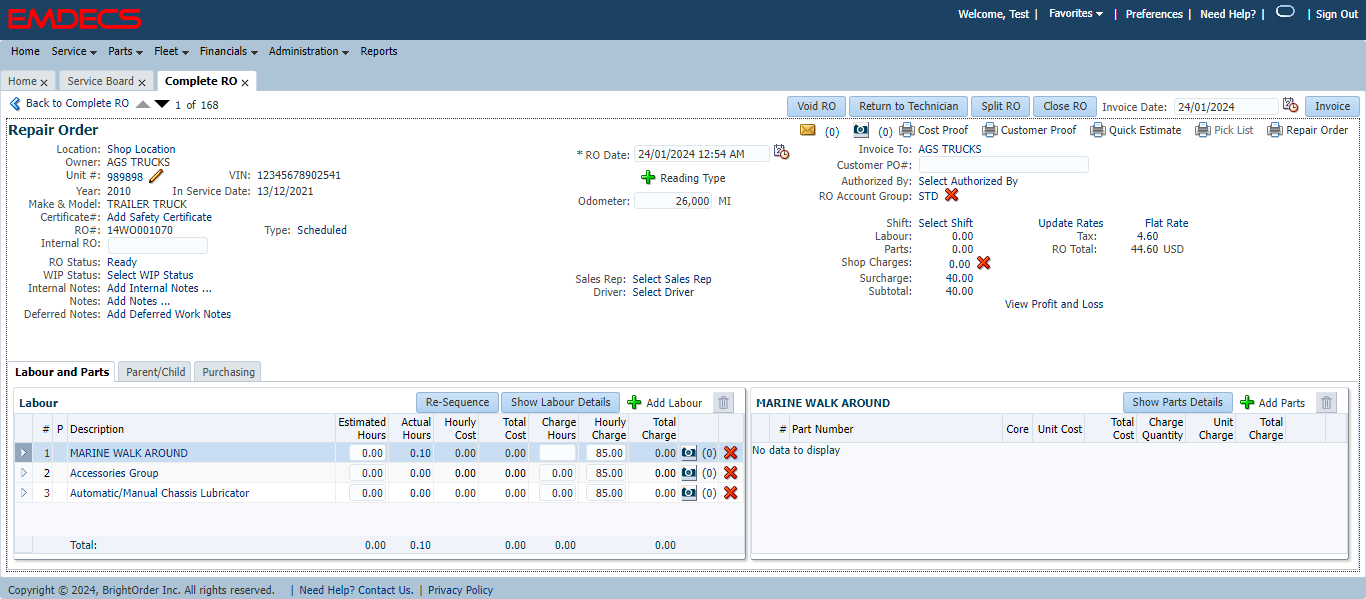 EMDECS
Welcome, Test | Favorites | Preferences | Need Help? | | Sign Out
Home Service Parts Fleet Financials Administration Reports
Home x Service Board x Complete RO x
Back to Complete RO 1 of 168 Void RO Return to Technician Split RO Close RO Invoice Date: 24/01/2024 Invoice
Repair Order (0) (0) Cost Proof Customer Proof Quick Estimate Pick List Repair Order
Location: Shop Location * RO Date: 24/01/2024 12:54 AM Invoice To: AGS TRUCKS
Owner: AGS TRUCKS Customer PO#:
Unit #: 989898 VIN: 12345678902541 Reading Type Authorized By: Select Authorized By
Year: 2010 In Service Date: 13/12/2021 RO Account Group: STD
Make & Model: TRAILER TRUCK Odometer: 26,000 MI
Certificate#: Add Safety Certificate Shift: Select Shift Update Rates Flat Rate
RO#: 14WO001070 Type: Scheduled Labour: 0.00 Tax: 4.60
Internal RO: Parts: 0.00 RO Total: 44.60 USD
RO Status: Ready Shop Charges: 0.00
WIP Status: Select WIP Status Sales Rep: Select Sales Rep Surcharge: 40.00
Internal Notes: Add Internal Notes ... Driver: Select Driver Subtotal: 40.00
Notes: Add Notes ... View Profit and Loss
Deferred Notes: Add Deferred Work Notes
Labour and Parts Parent/Child Purchasing
Labour Re-Sequence Show Labour Details Add Labour
# P Description Estimated Hours Actual Hours Hourly Cost Total Cost Charge Hours Hourly Charge Total Charge
1 MARINE WALK AROUND 0.00 0.10 0.00 0.00 85.00 0.00 (0)
2 Accessories Group 0.00 0.00 0.00 0.00 0.00 85.00 0.00 (0)
3 Automatic/Manual Chassis Lubricator 0.00 0.00 0.00 0.00 0.00 85.00 0.00 (0)
Total: 0.00 0.10 0.00 0.00 0.00
MARINE WALK AROUND Show Parts Details Add Parts
# Part Number Core Unit Cost Total Cost Charge Quantity Unit Charge Total Charge
No data to display
Copyright © 2024, BrightOrder Inc. All rights reserved. | Need Help? Contact Us. | Privacy Policy